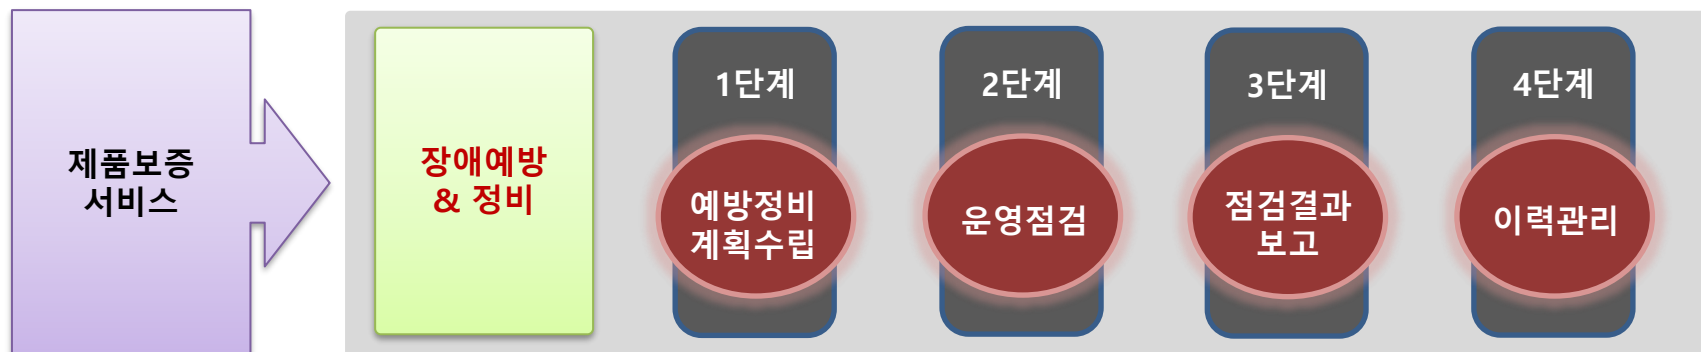 제품보증
서비스
장애예방
& 정비
1단계
예방정비
계획수립
2단계
운영점검
3단계
점검결과
보고
4단계
이력관리